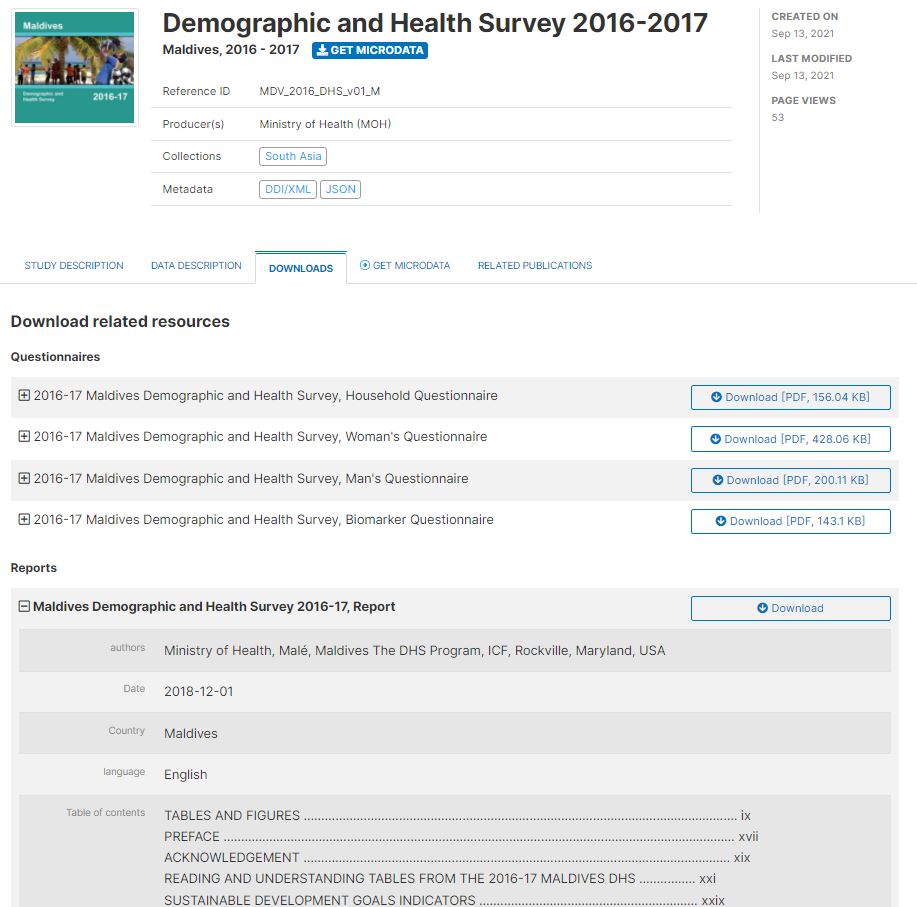 Maldives
Demographic and
Health Survey
2016-17
Demographic and Health Survey 2016-2017
Maldives, 2016 - 2017 GET MICRODATA
Reference ID MDV_2016_DHS_v01_M
Producer(s) Ministry of Health (MOH)
Collections South Asia
Metadata DDI/XML JSON
CREATED ON
Sep 13, 2021
LAST MODIFIED
Sep 13, 2021
PAGE VIEWS
53
STUDY DESCRIPTION DATA DESCRIPTION DOWNLOADS GET MICRODATA RELATED PUBLICATIONS
Download related resources
Questionnaires
2016-17 Maldives Demographic and Health Survey, Household Questionnaire Download [PDF, 156.04 KB]
2016-17 Maldives Demographic and Health Survey, Woman's Questionnaire Download [PDF, 428.06 KB]
2016-17 Maldives Demographic and Health Survey, Man's Questionnaire Download [PDF, 200.11 KB]
2016-17 Maldives Demographic and Health Survey, Biomarker Questionnaire Download [PDF, 143.1 KB]
Reports
Maldives Demographic and Health Survey 2016-17, Report Download
authors Ministry of Health, Malé, Maldives The DHS Program, ICF, Rockville, Maryland, USA
Date 2018-12-01
Country Maldives
language English
Table of contents TABLES AND FIGURES ........................................................................................................................ ix
PREFACE ............................................................................................................................................... xvii
ACKNOWLEDGEMENT ....................................................................................................................... xix
READING AND UNDERSTANDING TABLES FROM THE 2016-17 MALDIVES DHS ................ xxi
SUSTAINABLE DEVELOPMENT GOALS INDICATORS ............................................................. xxix